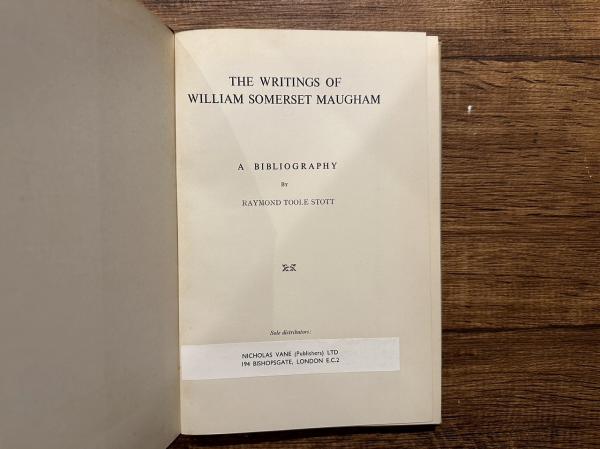 THE WRITINGS OF
WILLIAM SOMERSET MAUGHAM
A BIBLIOGRAPHY
BY
RAYMOND TOOLE STOTT
Sole distributors:
NICHOLAS VANE (Publishers) LTD
194 BISHOPSGATE, LONDON E.C.2